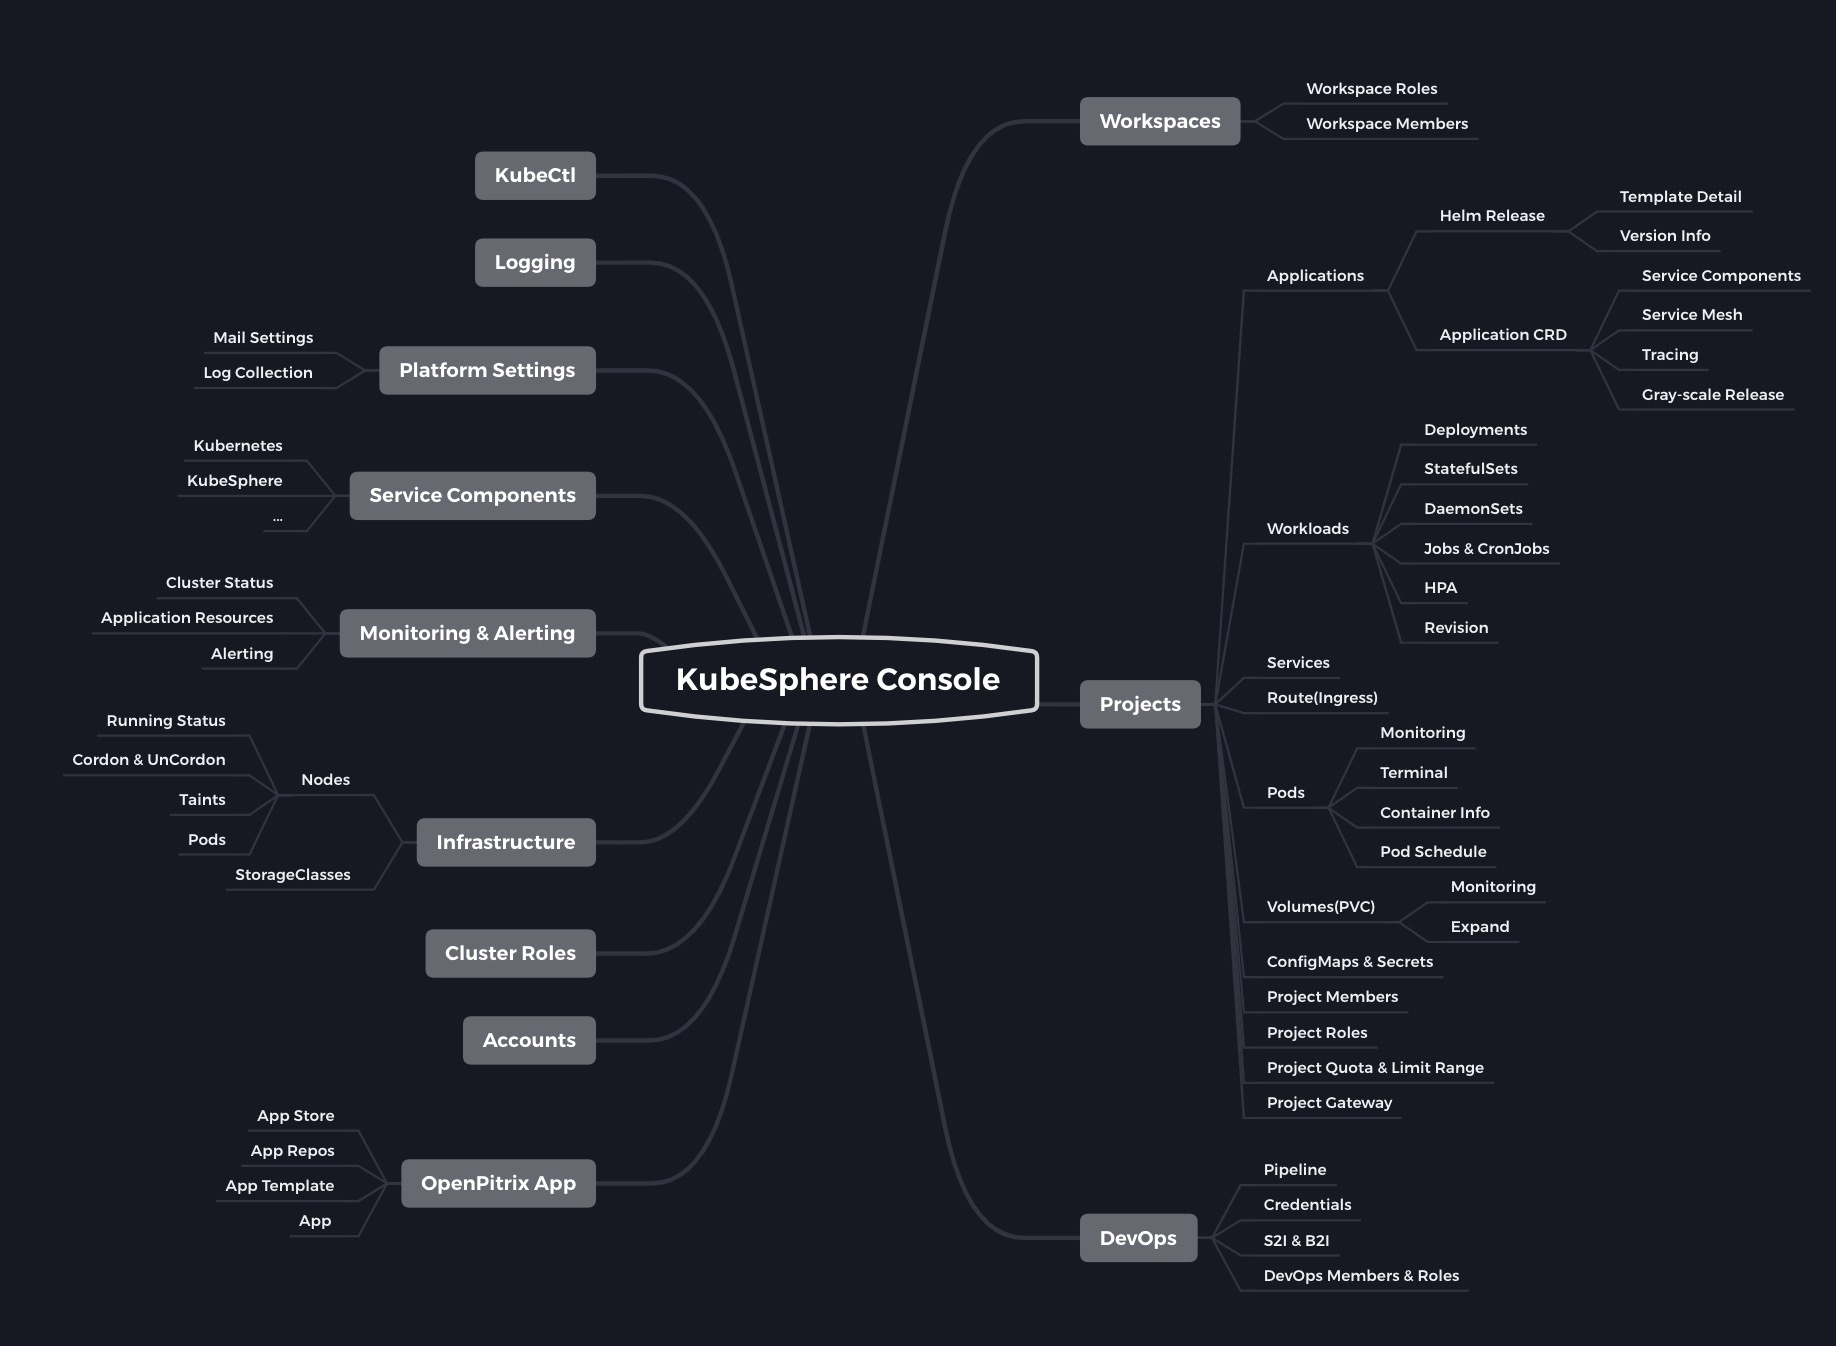 KubeSphere Console
KubeCtl
Logging
Platform Settings
Mail Settings
Log Collection
Service Components
Kubernetes
KubeSphere
...
Monitoring & Alerting
Cluster Status
Application Resources
Alerting
Infrastructure
Nodes
Running Status
Cordon & UnCordon
Taints
Pods
StorageClasses
Cluster Roles
Accounts
OpenPitrix App
App Store
App Repos
App Template
App
Workspaces
Workspace Roles
Workspace Members
Projects
Applications
Helm Release
Template Detail
Version Info
Application CRD
Service Components
Service Mesh
Tracing
Gray-scale Release
Workloads
Deployments
StatefulSets
DaemonSets
Jobs & CronJobs
HPA
Revision
Services
Route(Ingress)
Pods
Monitoring
Terminal
Container Info
Pod Schedule
Volumes(PVC)
Monitoring
Expand
ConfigMaps & Secrets
Project Members
Project Roles
Project Quota & Limit Range
Project Gateway
DevOps
Pipeline
Credentials
S2I & B2I
DevOps Members & Roles